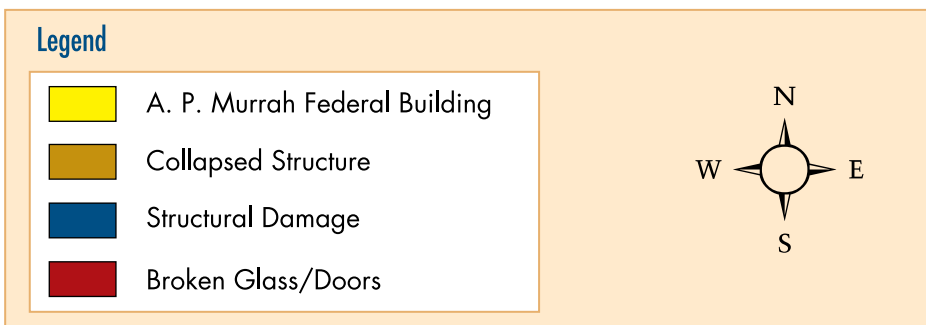 Legend
A. P. Murrah Federal Building
Collapsed Structure
Structural Damage
Broken Glass/Doors
N
W E
S